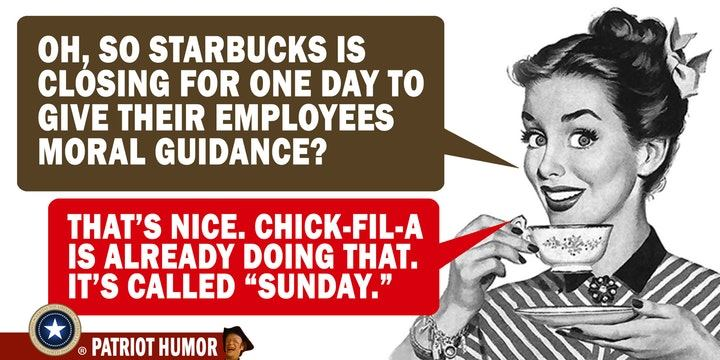 OH, SO STARBUCKS IS
CLOSING FOR ONE DAY TO
GIVE THEIR EMPLOYEES
MORAL GUIDANCE?
THAT'S NICE. CHICK-FIL-A
IS ALREADY DOING THAT.
IT'S CALLED “SUNDAY.”
® PATRIOT HUMOR